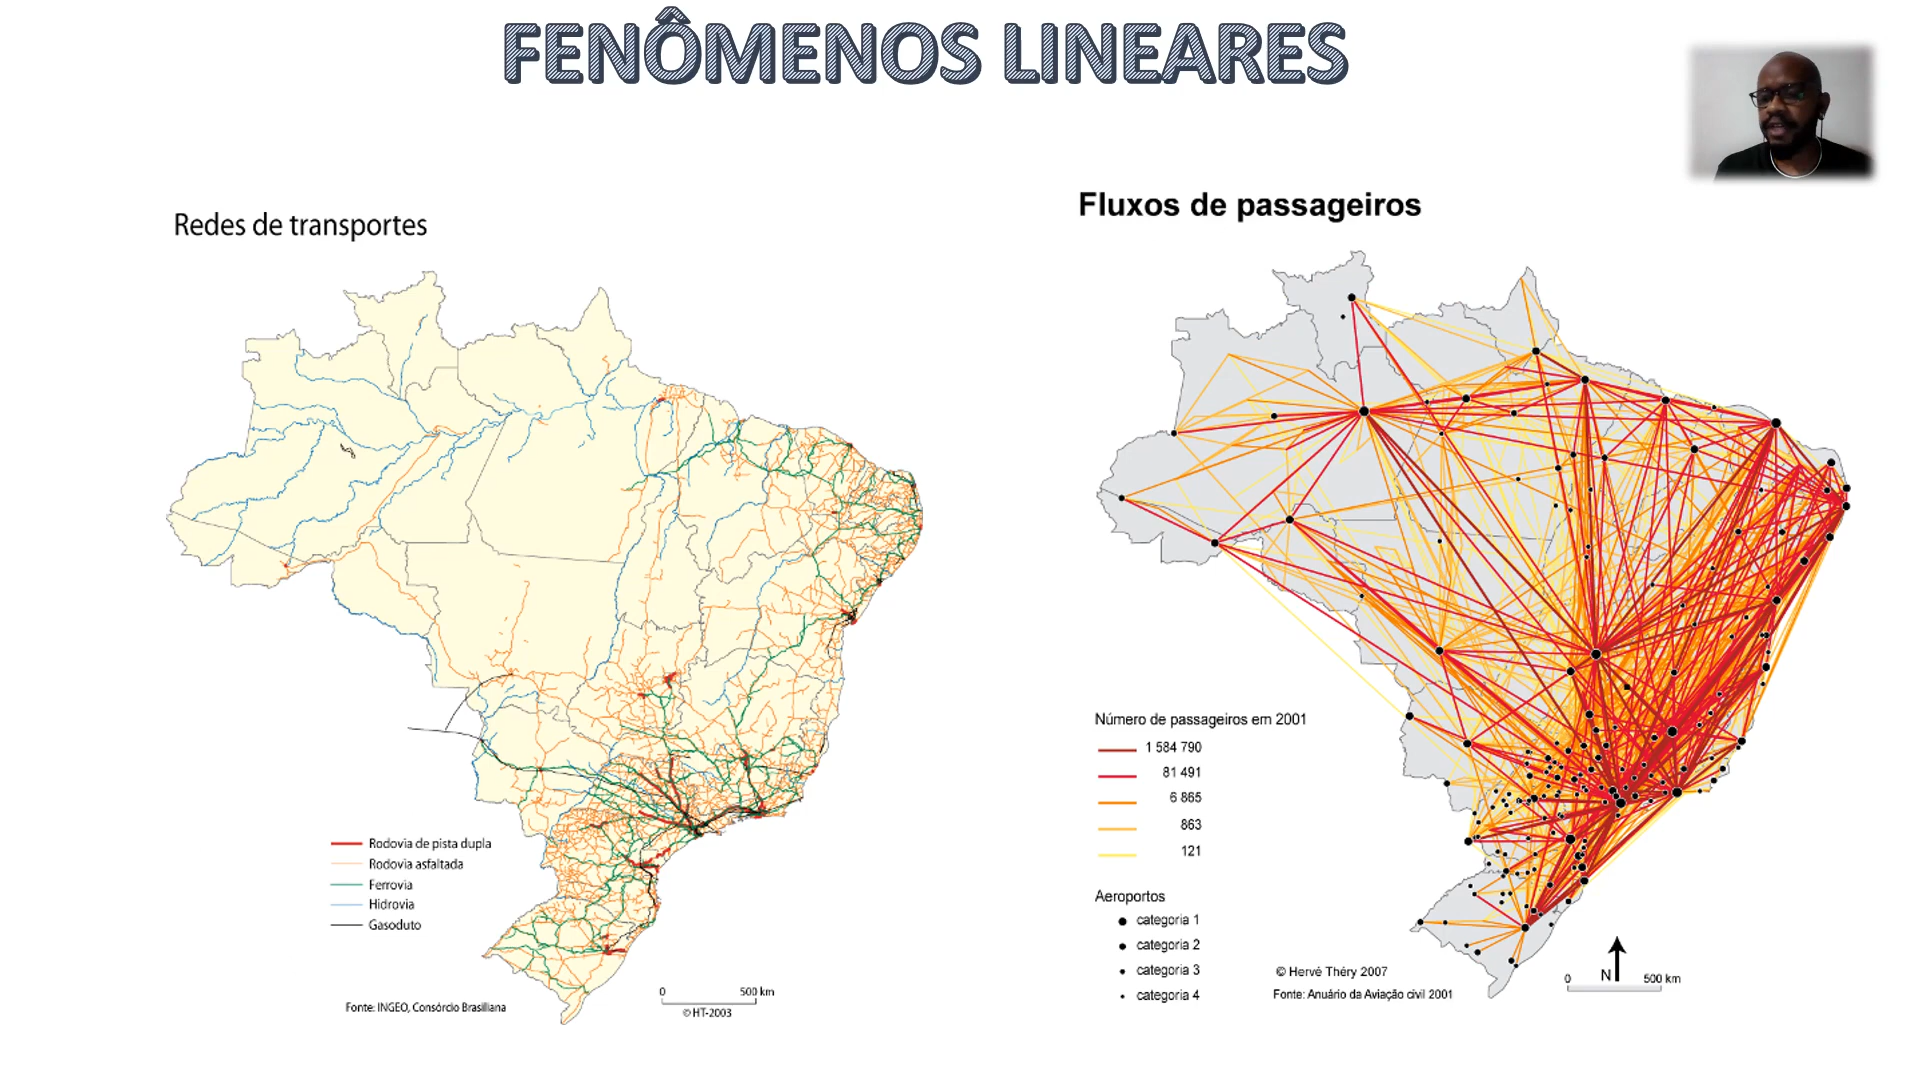 FENÔMENOS LINEARES
Redes de transportes
Rodovia de pista dupla
Rodovia asfaltada
Ferrovia
Hidrovia
Gasoduto
Fonte: INGEO, Consórcio Brasiliana
0 500 km
© HT-2003
Fluxos de passageiros
Número de passageiros em 2001
1 584 790
81 491
6 865
863
121
Aeroportos
categoria 1
categoria 2
categoria 3
categoria 4
© Hervé Théry 2007
Fonte: Anuário da Aviação civil 2001
N
0 500 km